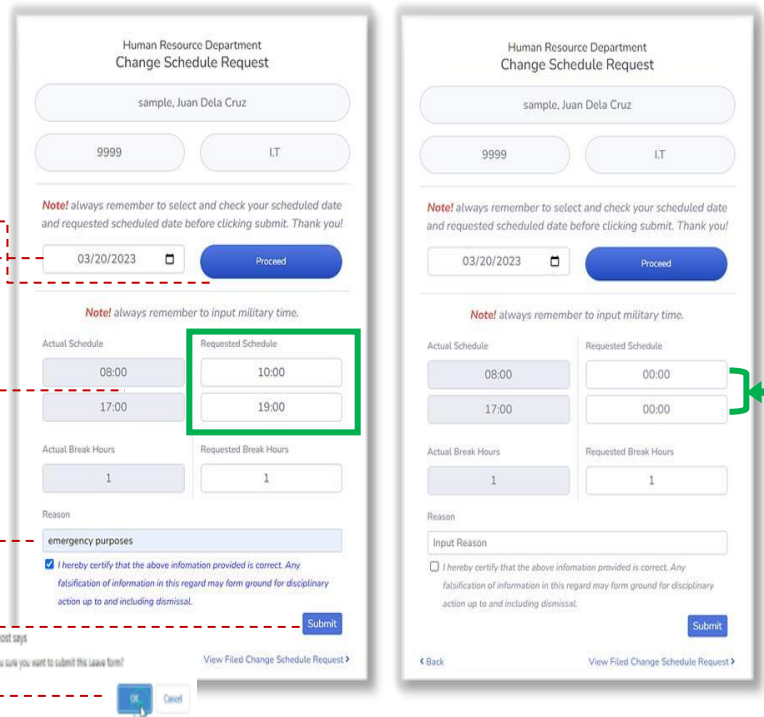 Human Resource Department
Change Schedule Request
sample, Juan Dela Cruz
9999
I.T
Note! always remember to select and check your scheduled date
and requested scheduled date before clicking submit. Thank you!
03/20/2023
Proceed
Note! always remember to input military time.
Actual Schedule
Requested Schedule
08:00
10:00
17:00
19:00
Actual Break Hours
Requested Break Hours
1
1
Reason
emergency purposes
I hereby certify that the above infomation provided is correct. Any
falsification of information in this regard may form ground for disciplinary
action up to and including dismissal.
Submit
View Filed Change Schedule Request >
ost says
u sure you want to submit this Leave form?
OK
Cancel
Human Resource Department
Change Schedule Request
sample, Juan Dela Cruz
9999
I.T
Note! always remember to select and check your scheduled date
and requested scheduled date before clicking submit. Thank you!
03/20/2023
Proceed
Note! always remember to input military time.
Actual Schedule
Requested Schedule
08:00
00:00
17:00
00:00
Actual Break Hours
Requested Break Hours
1
1
Reason
Input Reason
I hereby certify that the above infomation provided is correct. Any
falsification of information in this regard may form ground for disciplinary
action up to and including dismissal.
Submit
< Back
View Filed Change Schedule Request >